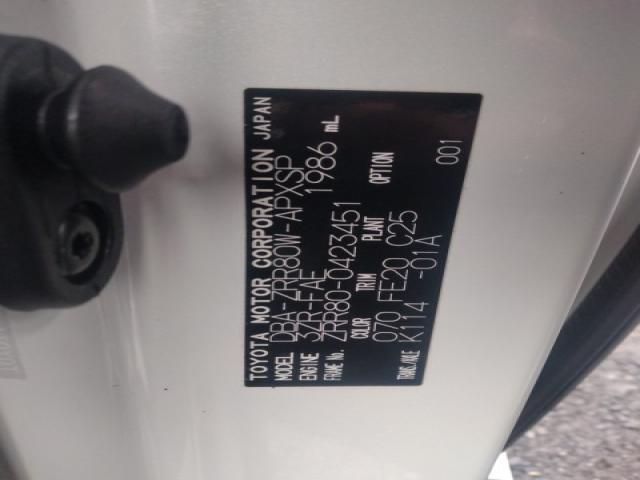 TOYOTA MOTOR CORPORATION JAPAN
MODEL DBA-ZRR80W-APXSP
ENGINE 3ZR-FAE 1986 mL
FRAME No. ZRR80-0423451
COLOR TRIM PLANT OPTION
070 FE20 C25
TRANS/AXLE K114 -01A 001